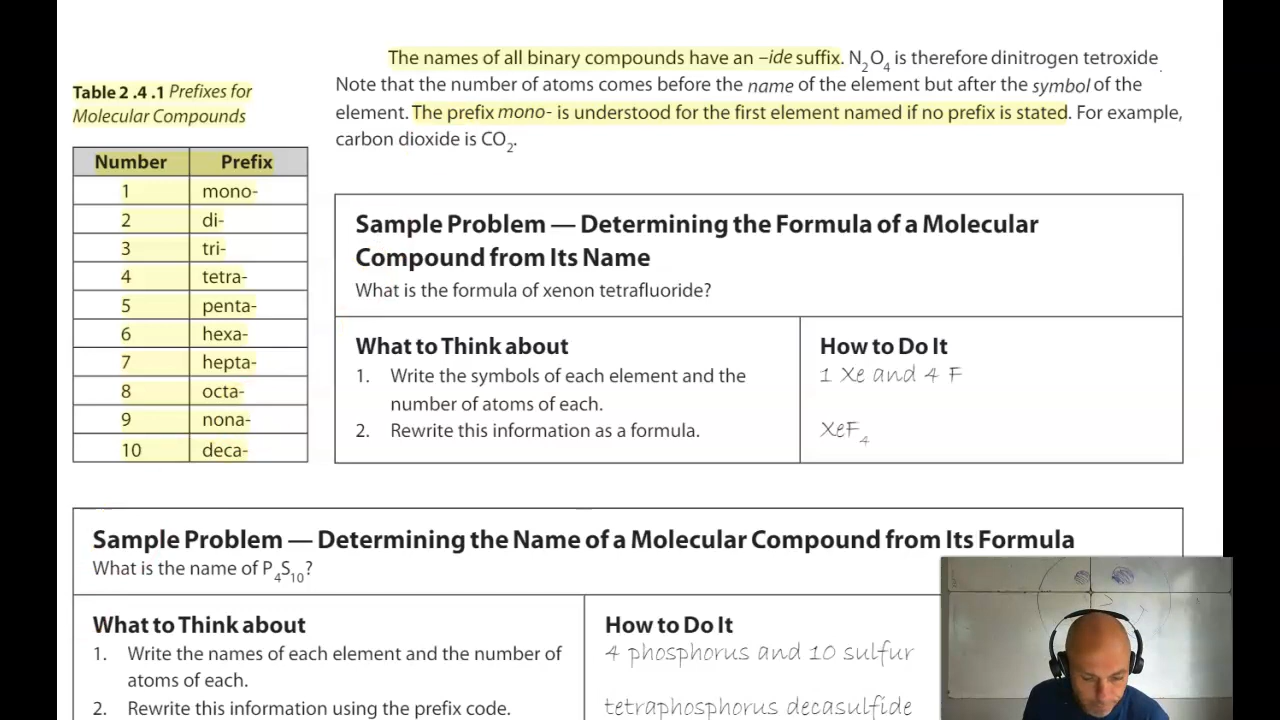 The names of all binary compounds have an –ide suffix. N2O4 is therefore dinitrogen tetroxide
Note that the number of atoms comes before the name of the element but after the symbol of the
element. The prefix mono- is understood for the first element named if no prefix is stated. For example,
carbon dioxide is CO2.
Table 2 .4 .1 Prefixes for
Molecular Compounds
Number Prefix
1 mono-
2 di-
3 tri-
4 tetra-
5 penta-
6 hexa-
7 hepta-
8 octa-
9 nona-
10 deca-
Sample Problem — Determining the Formula of a Molecular
Compound from Its Name
What is the formula of xenon tetrafluoride?
What to Think about
1. Write the symbols of each element and the
number of atoms of each.
2. Rewrite this information as a formula.
How to Do It
1 Xe and 4 F
XeF4
Sample Problem — Determining the Name of a Molecular Compound from Its Formula
What is the name of P4S10?
What to Think about
1. Write the names of each element and the number of
atoms of each.
2. Rewrite this information using the prefix code.
How to Do It
4 phosphorus and 10 sulfur
tetraphosphorus decasulfide